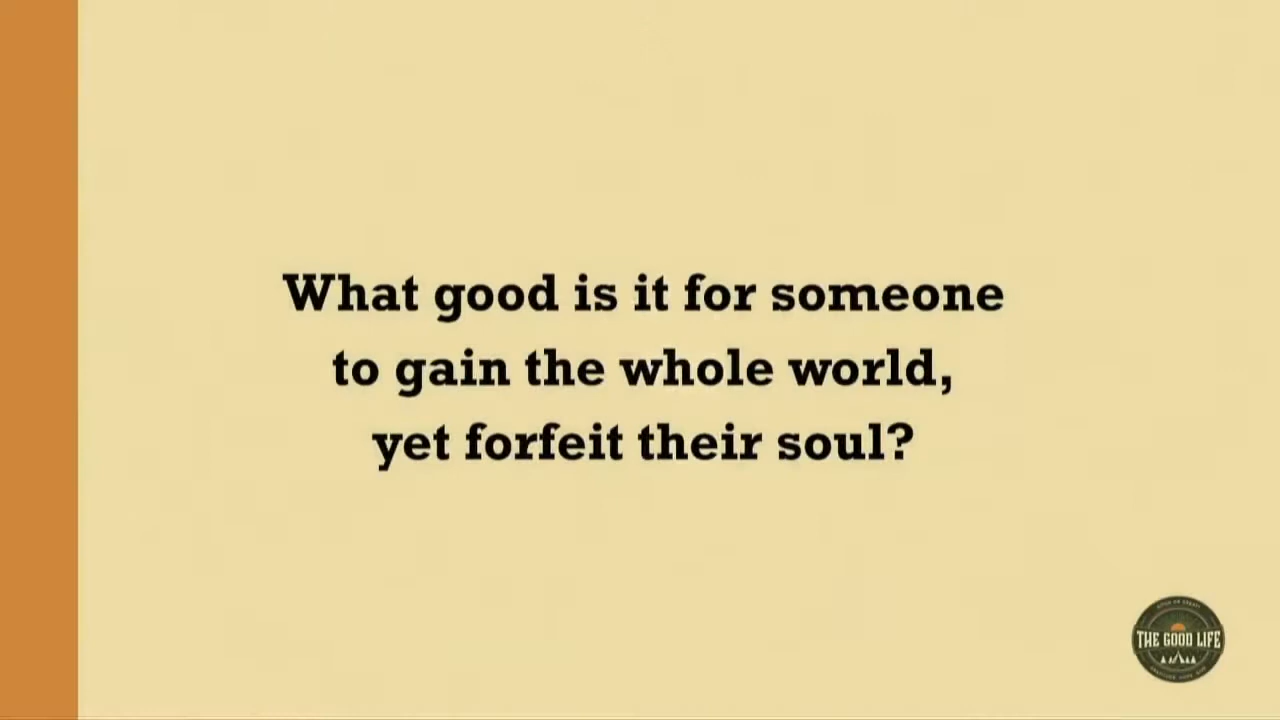 What good is it for someone
to gain the whole world,
yet forfeit their soul?
THE GOOD LIFE